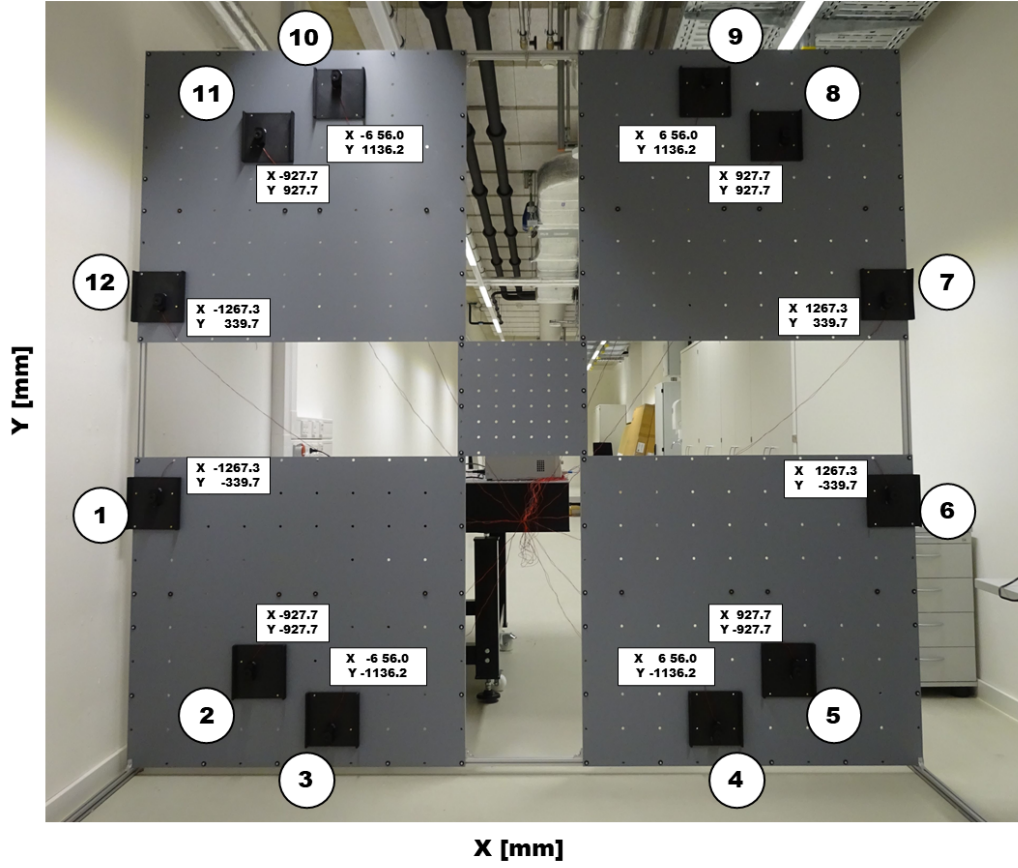 10
9
11
8
X -6 56.0
Y 1136.2
X 6 56.0
Y 1136.2
X -927.7
Y 927.7
X 927.7
Y 927.7
12
7
X -1267.3
Y 339.7
X 1267.3
Y 339.7
Y [mm]
X -1267.3
Y -339.7
X 1267.3
Y -339.7
1
6
X -927.7
Y -927.7
X 927.7
Y -927.7
X -6 56.0
Y -1136.2
X 6 56.0
Y -1136.2
2
5
3
4
X [mm]